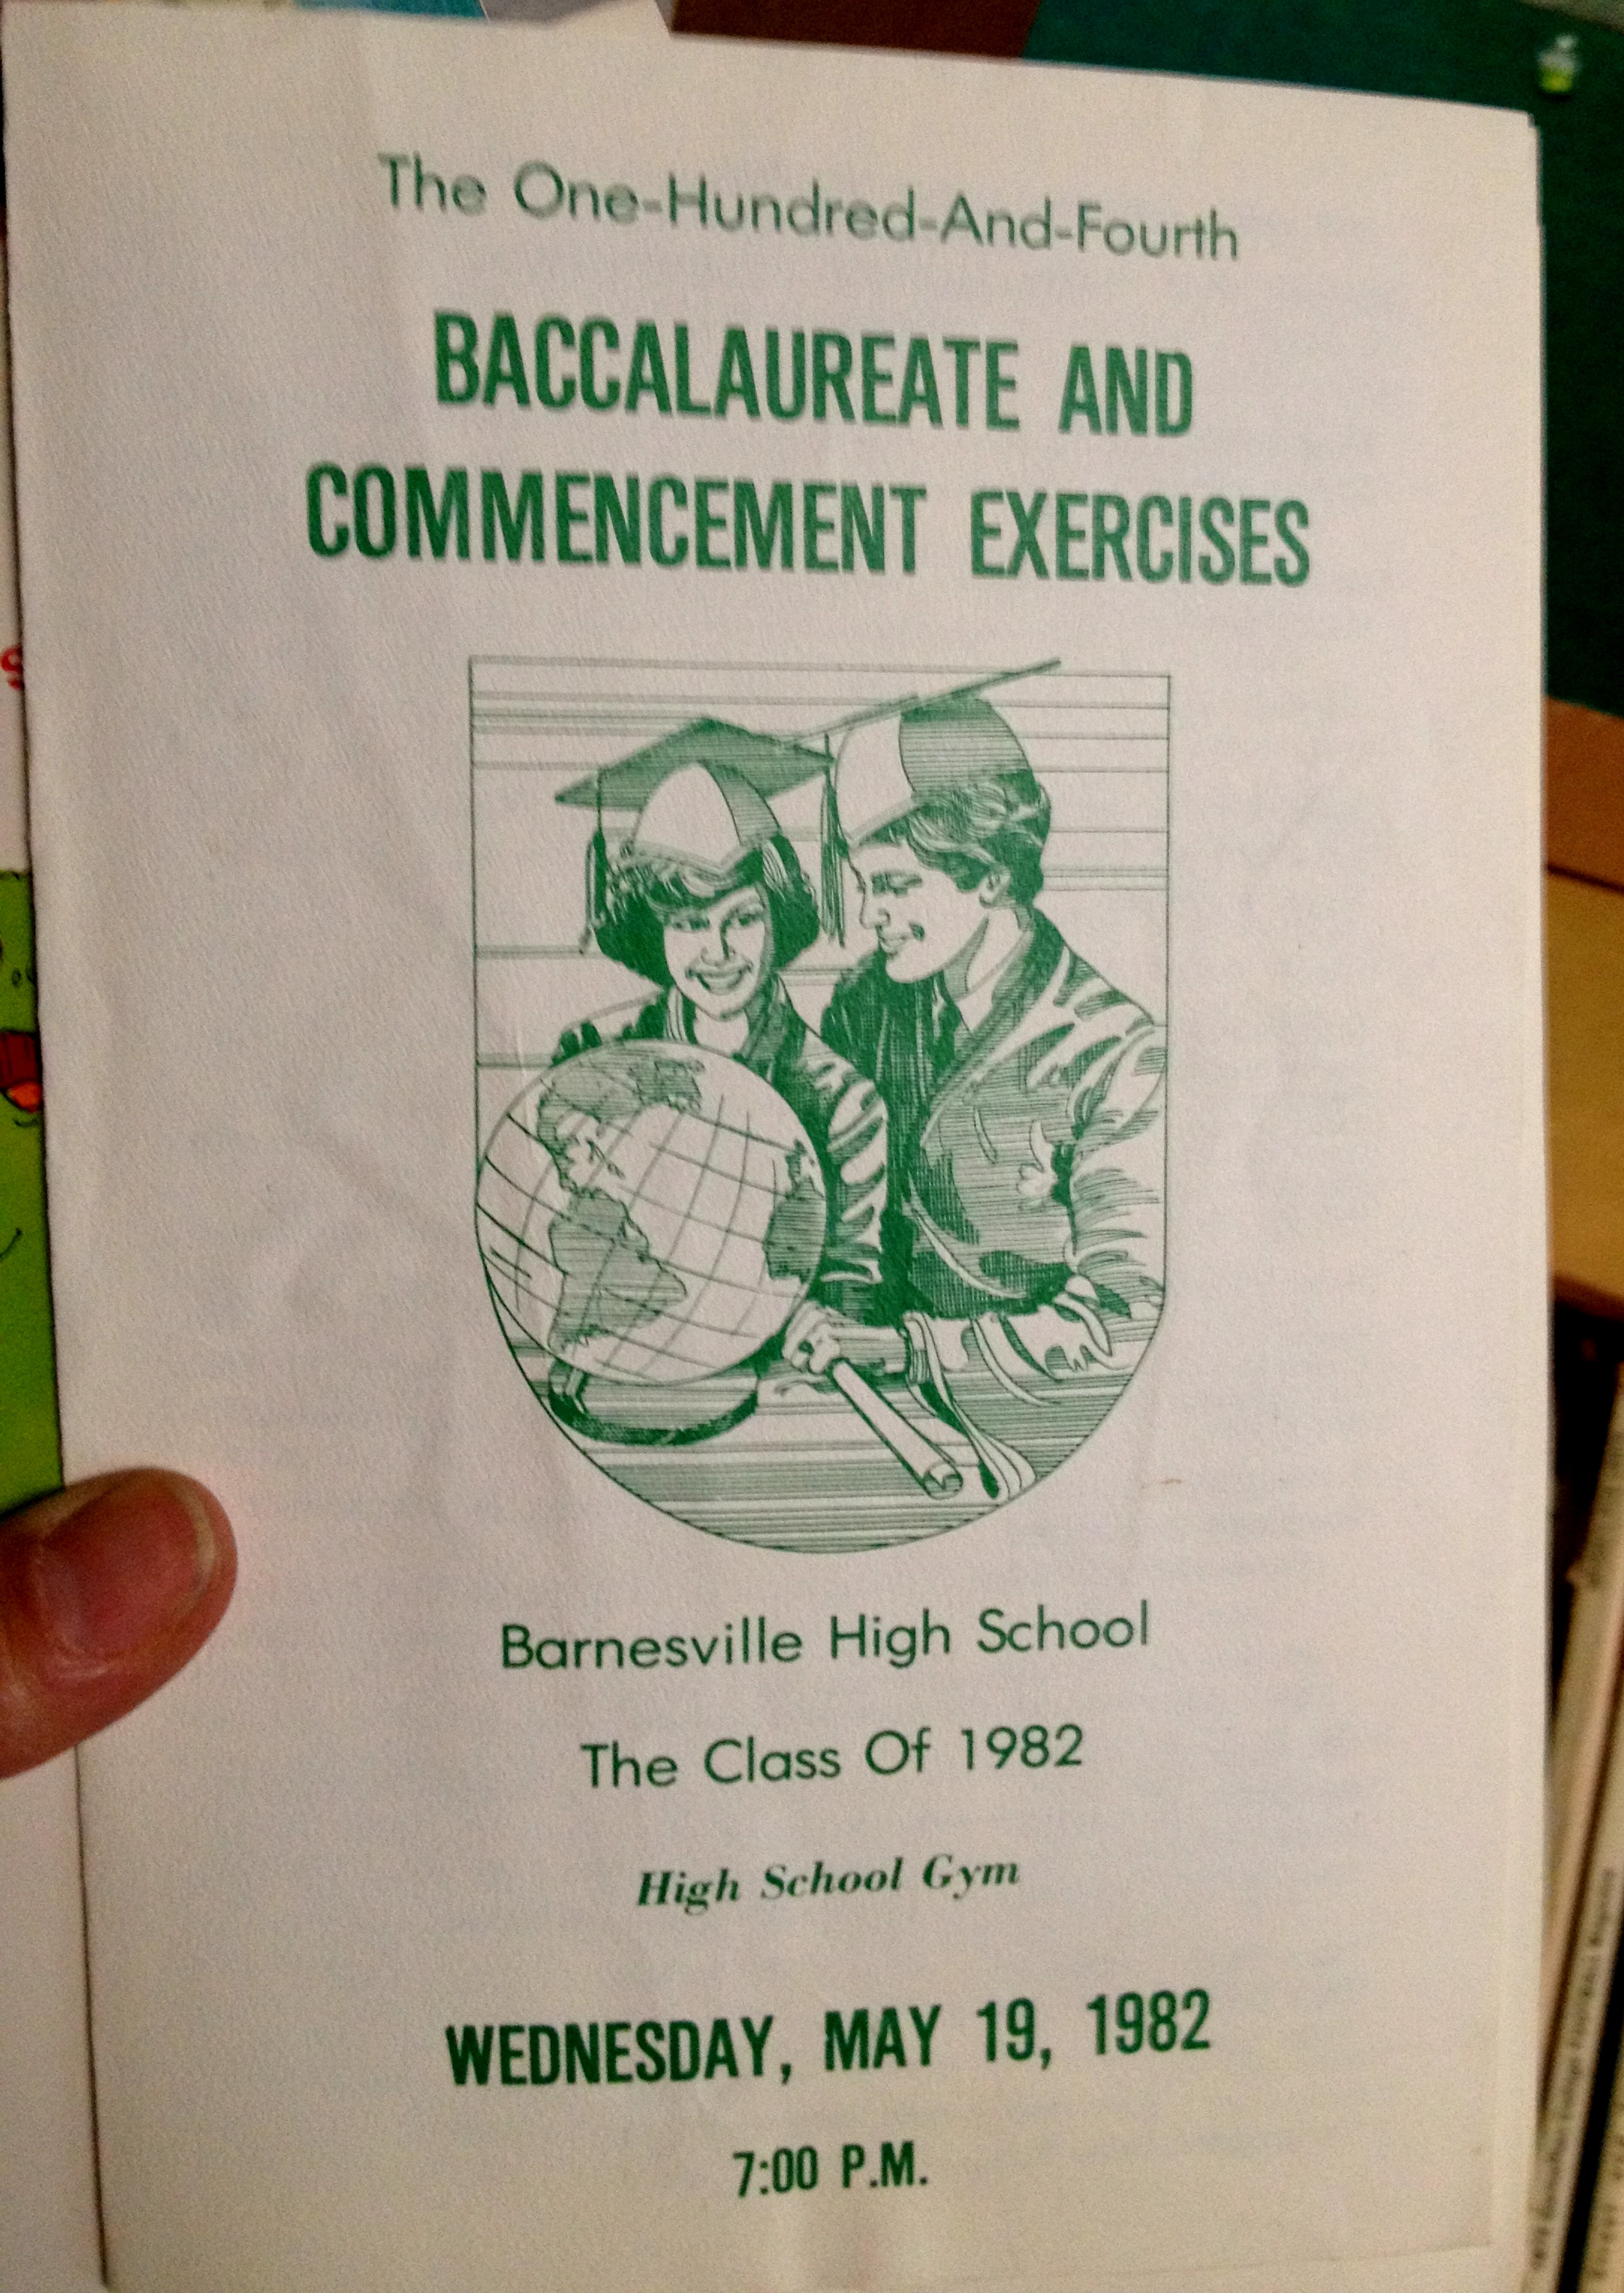 The One-Hundred-And-Fourth
BACCALAUREATE AND
COMMENCEMENT EXERCISES
Barnesville High School
The Class Of 1982
High School Gym
WEDNESDAY, MAY 19, 1982
7:00 P.M.